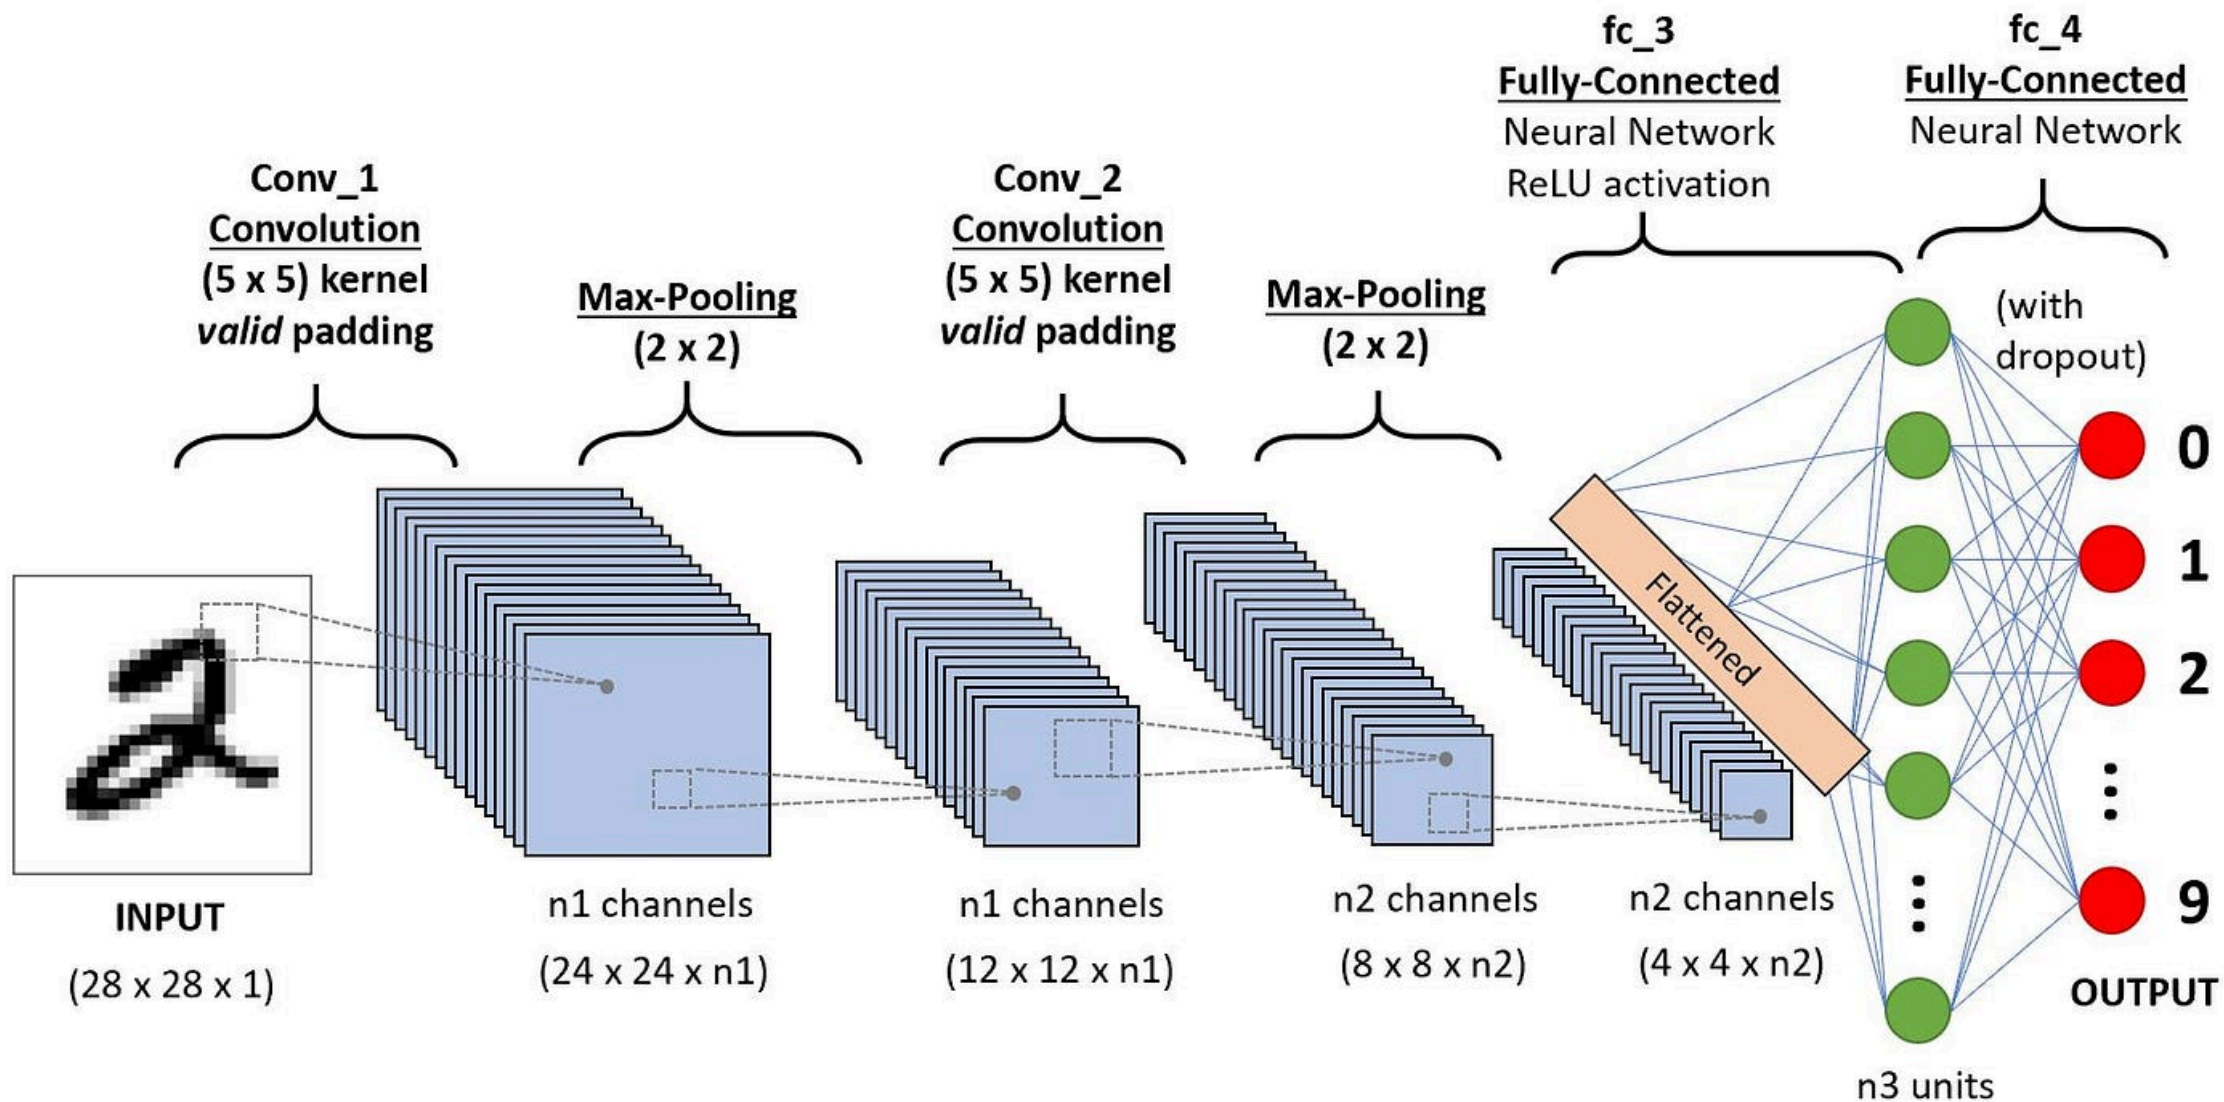 Conv_1
Convolution
(5 x 5) kernel
valid padding
Max-Pooling
(2 x 2)
Conv_2
Convolution
(5 x 5) kernel
valid padding
Max-Pooling
(2 x 2)
fc_3
Fully-Connected
Neural Network
ReLU activation
fc_4
Fully-Connected
Neural Network
(with
dropout)
Flattened
0
1
2
9
INPUT
(28 x 28 x 1)
n1 channels
(24 x 24 x n1)
n1 channels
(12 x 12 x n1)
n2 channels
(8 x 8 x n2)
n2 channels
(4 x 4 x n2)
OUTPUT
n3 units